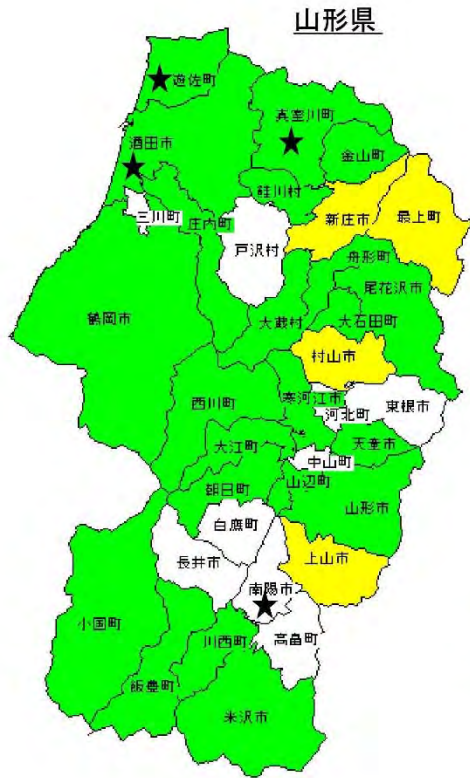 山形県
遊佐町
真室川町
酒田市
金山町
鮭川村
三川町
庄内町
新庄市
最上町
戸沢村
舟形町
尾花沢市
鶴岡市
大蔵村
大石田町
村山市
西川町
寒河江市
河北町
東根市
大江町
天童市
中山町
朝日町
山辺町
山形市
白鷹町
長井市
上山市
南陽市
小国町
川西町
高畠町
飯豊町
米沢市